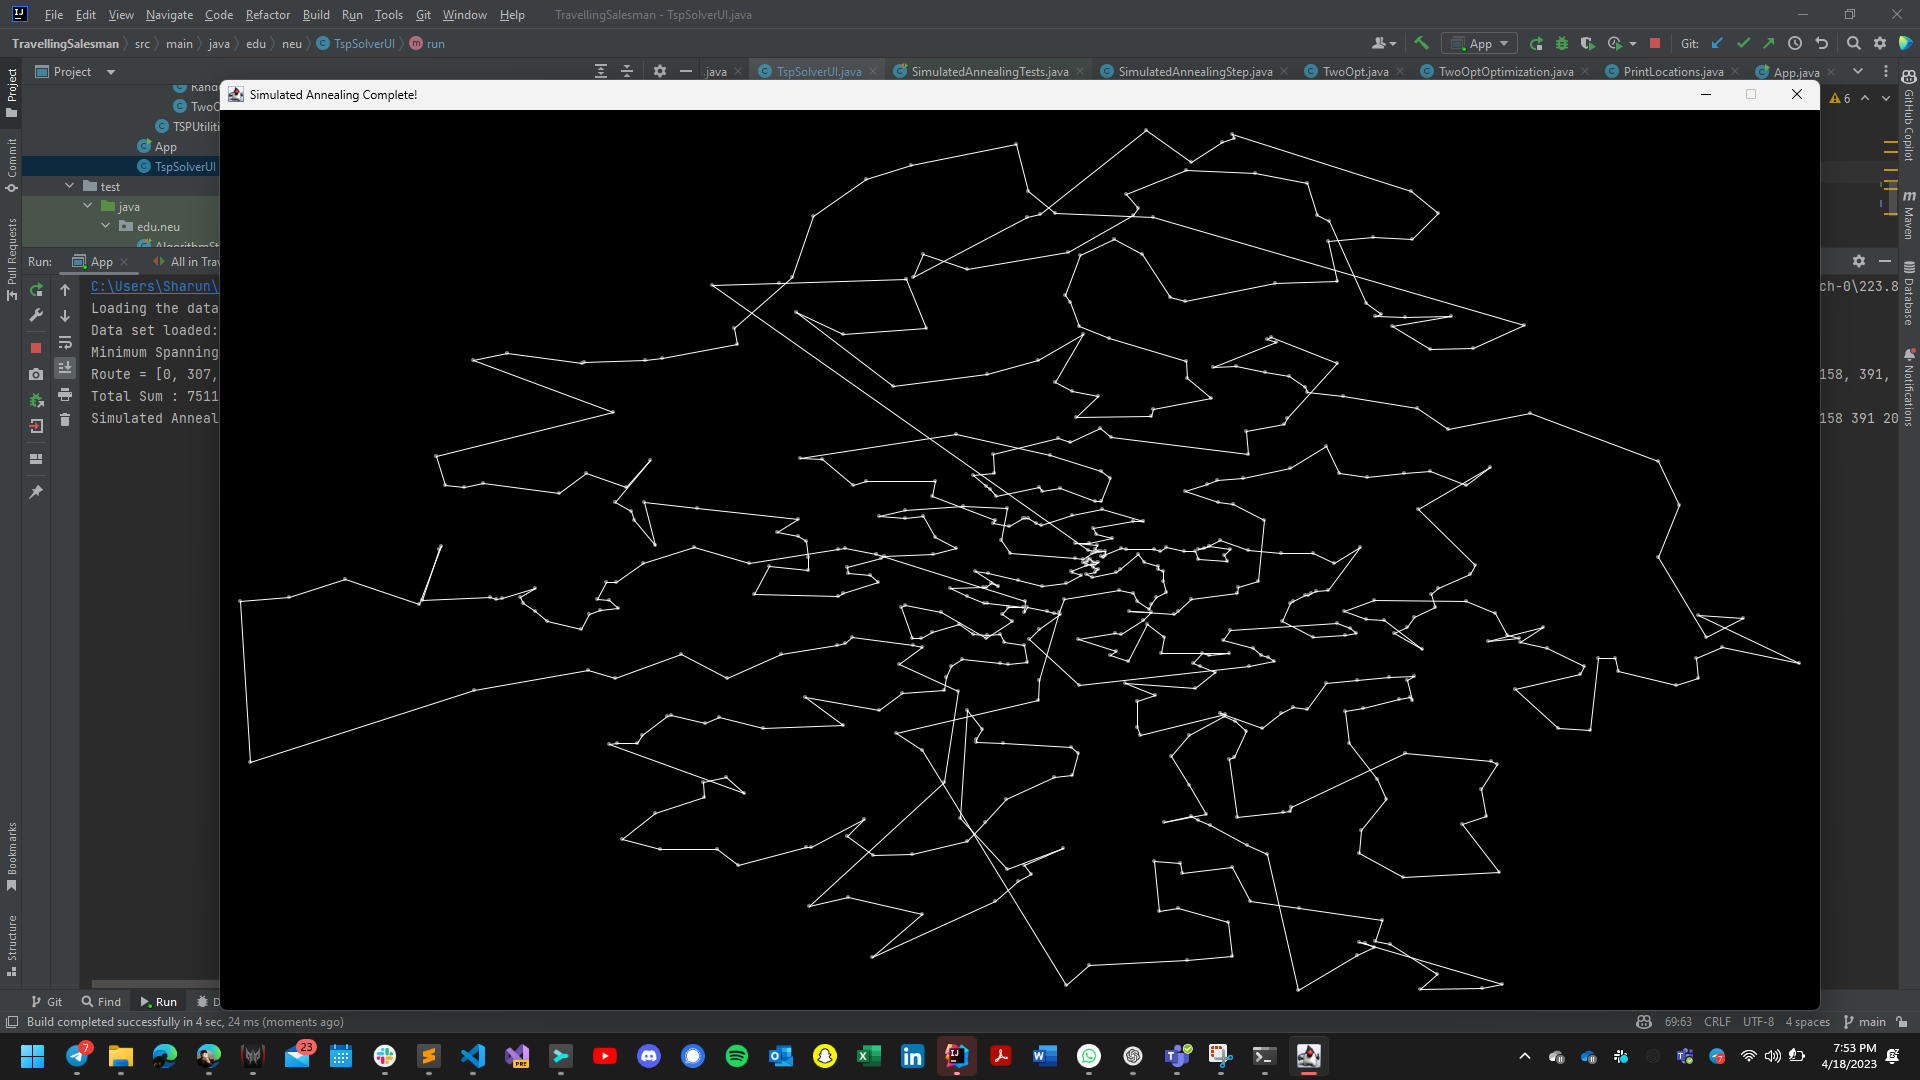 File Edit View Navigate Code Refactor Build Run Tools Git Window Help TravellingSalesman - TspSolverUI.java
TravellingSalesman src main java edu neu TspSolverUI run App Git:
Project .java TspSolverUI.java SimulatedAnnealingTests.java SimulatedAnnealingStep.java TwoOpt.java TwoOptOptimization.java PrintLocations.java App.java
Simulated Annealing Complete!
6
TSPUtiliti
App
TspSolverUI
test
java
edu.neu
Run: App All in Trav
C:\Users\Sharun\ ch-0\223.8
Loading the data
Data set loaded:
Minimum Spanning
Route = [0, 307, 158, 391,
Total Sum : 7511
Simulated Anneal 158 391 20
Project
Commit
Pull Requests
Bookmarks
Structure
GitHub Copilot
Maven
Database
Notifications
Git Find Run D
Build completed successfully in 4 sec, 24 ms (moments ago) 69:63 CRLF UTF-8 4 spaces main
7 23 PRE 7:53 PM
4/18/2023